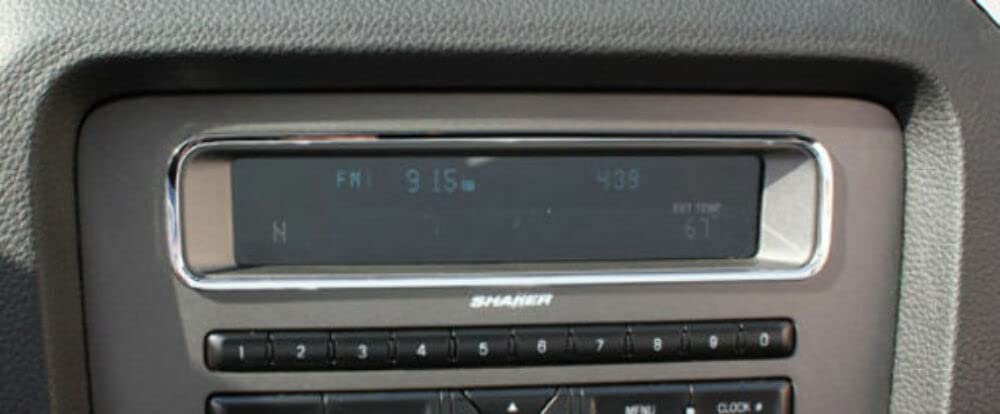 FM1 91.5 4:39
EXT TEMP
N 67°
SHAKER
1 2 3 4 5 6 7 8 9 0
MENU CLOCK #